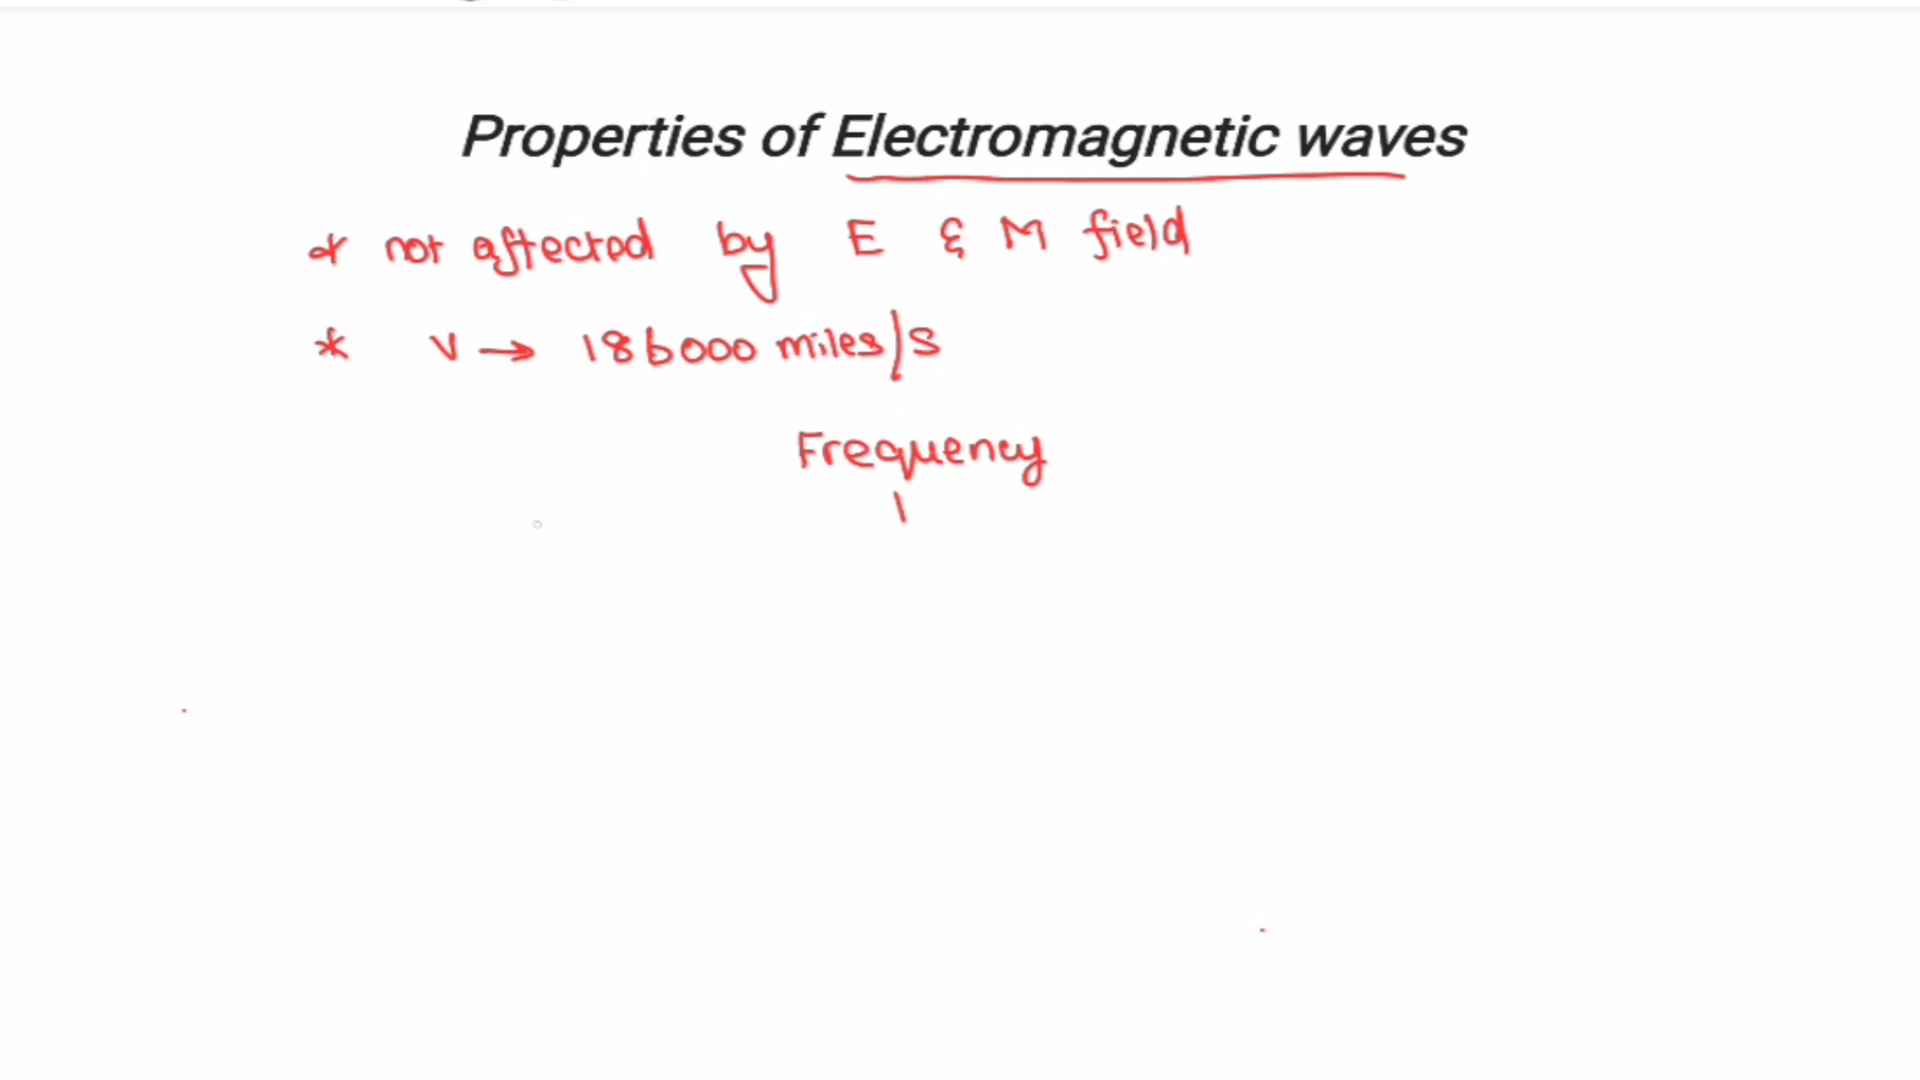 Properties of Electromagnetic waves
* not affected by E & M field
* V → 186000 miles/s
Frequency